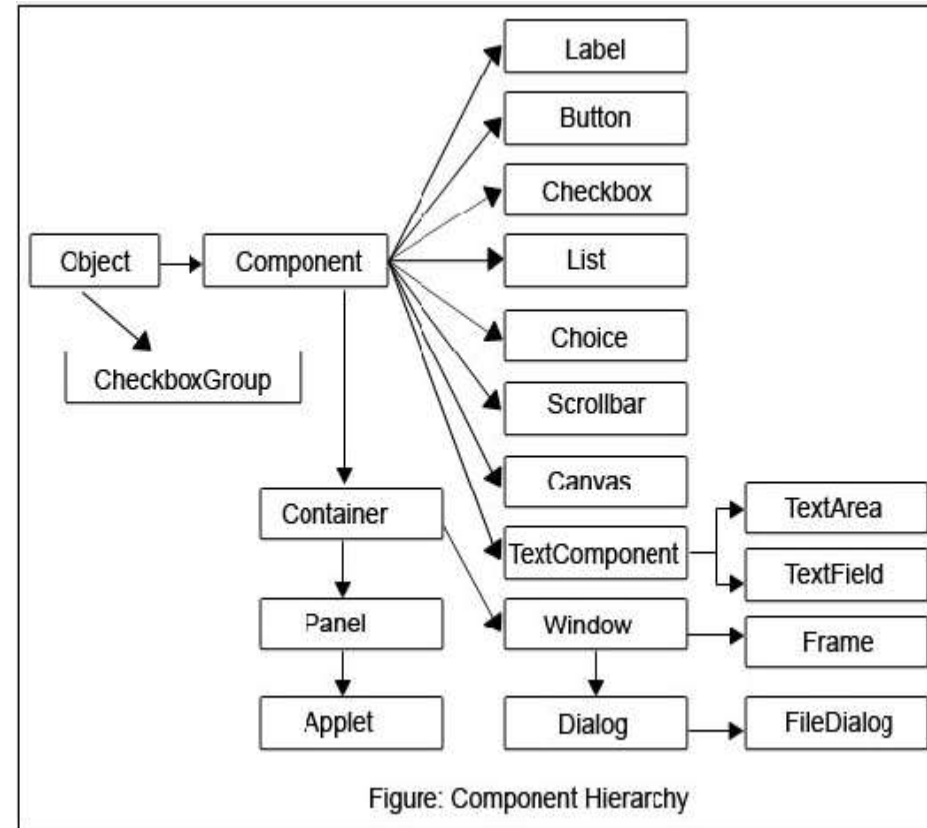 Label
Button
Checkbox
Object
Component
List
Choice
CheckboxGroup
Scrollbar
Canvas
Container
TextComponent
TextArea
TextField
Panel
Window
Frame
Applet
Dialog
FileDialog
Figure: Component Hierarchy